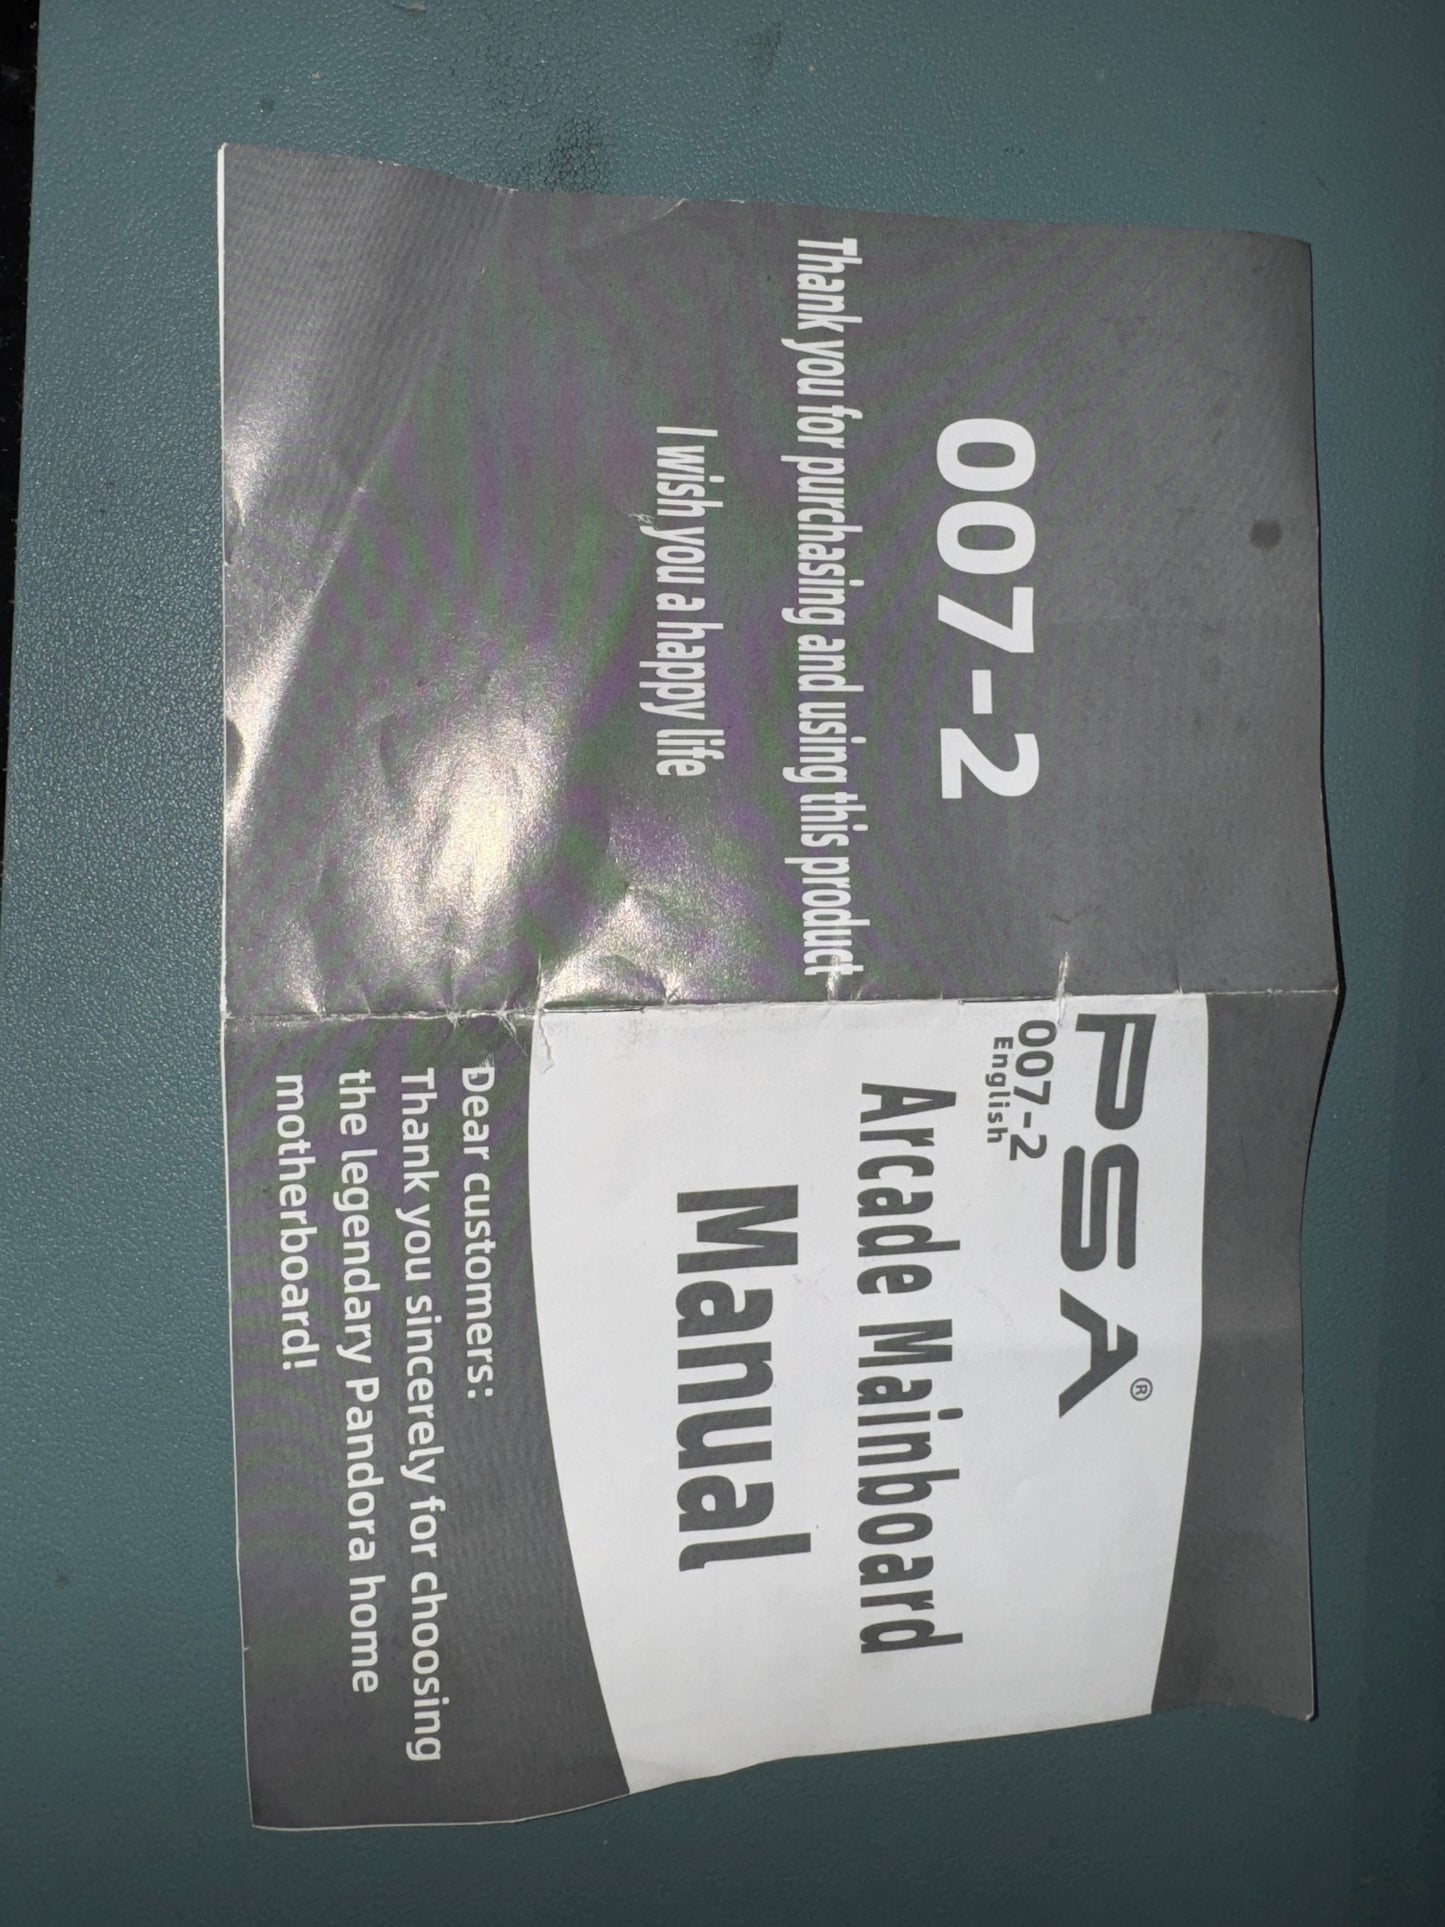 007-2
Thank you for purchasing and using this product
I wish you a happy life
PSA®
007-2
English
Arcade Mainboard
Manual
Dear customers:
Thank you sincerely for choosing
the legendary Pandora home
motherboard!